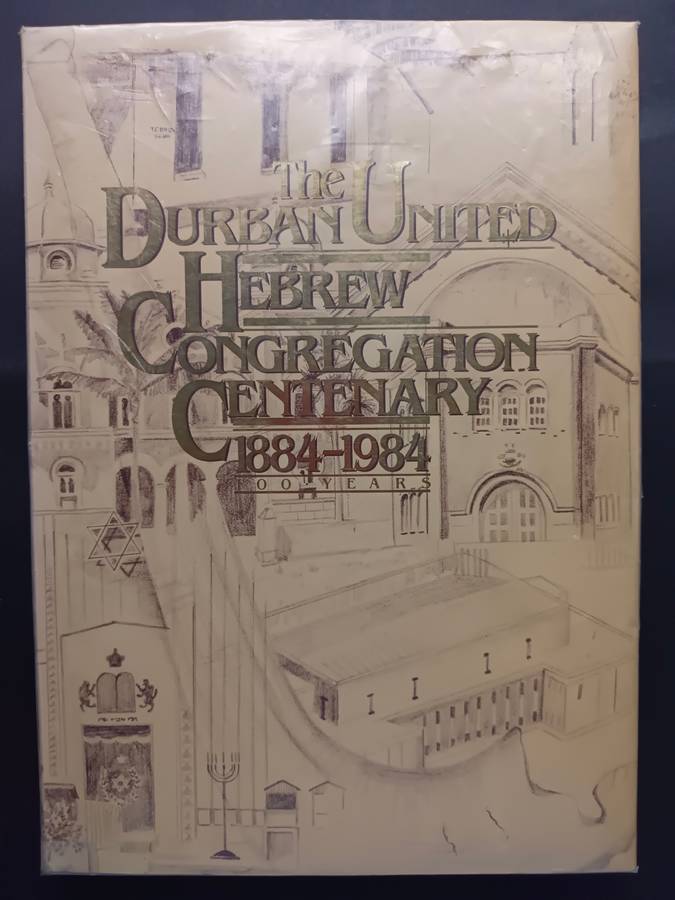 The
DURBAN UNITED
HEBREW
CONGREGATION
CENTENARY
1884-1984
100 YEARS